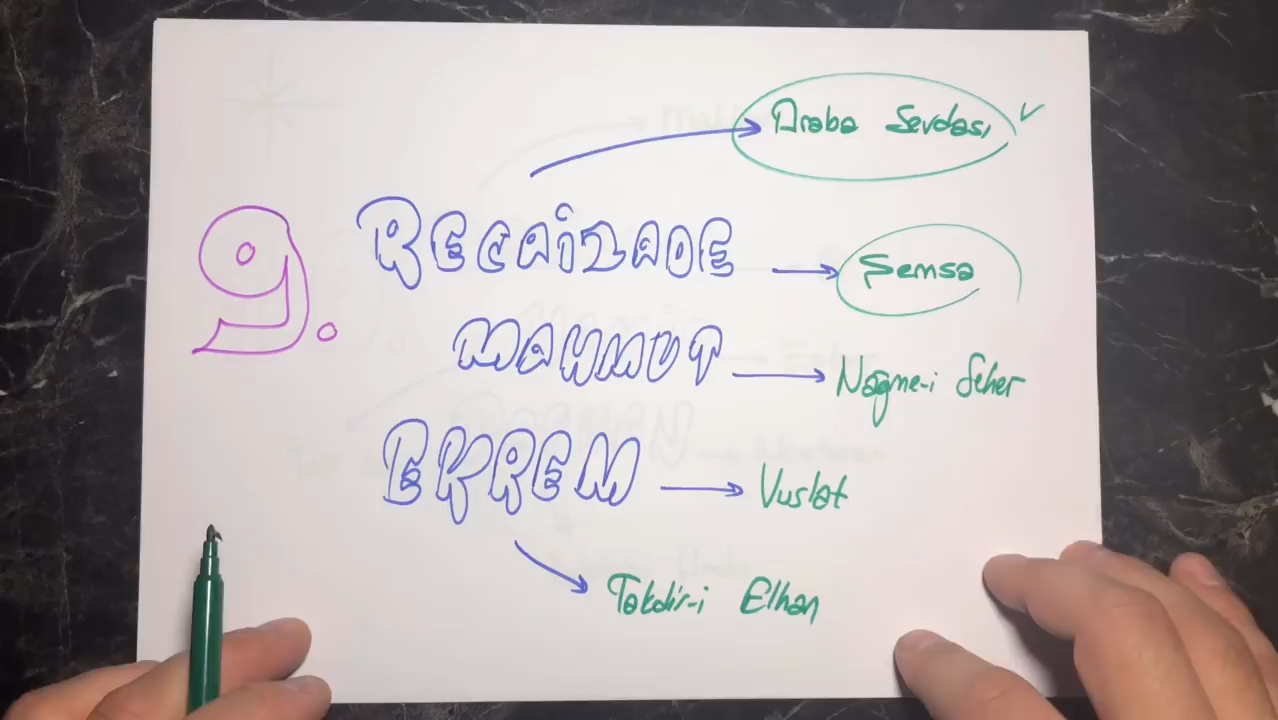 Araba Sevdası
9.
RECAİZADE
Şemsa
MAHMUT
Nağme-i Seher
EKREM
Vuslat
Takdir-i Elhan